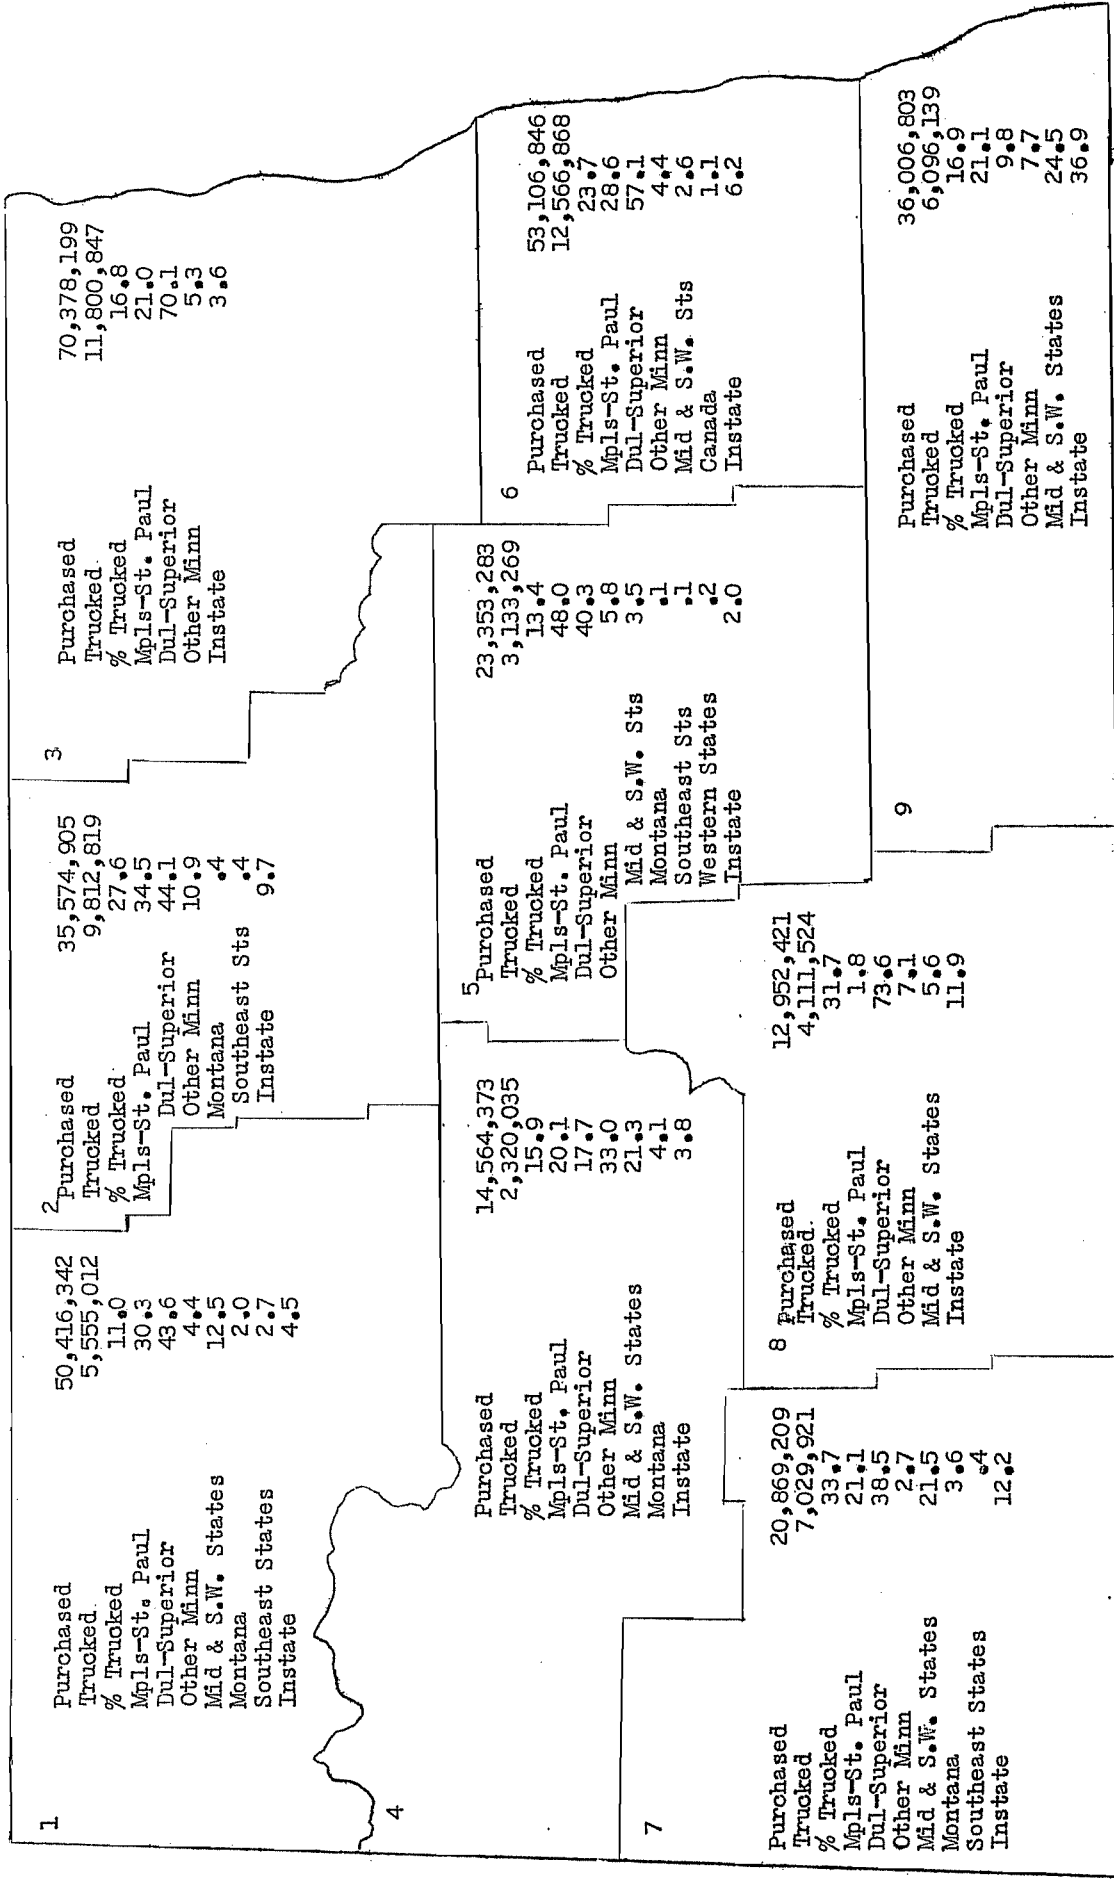 1
Purchased 50,416,342
Trucked 5,555,012
% Trucked 11.0
Mpls-St. Paul 30.3
Dul-Superior 43.6
Other Minn 4.4
Mid & S.W. States 12.5
Montana 2.0
Southeast States 2.7
Instate 4.5
2
Purchased 35,574,905
Trucked 9,812,819
% Trucked 27.6
Mpls-St. Paul 34.5
Dul-Superior 44.1
Other Minn 10.9
Montana .4
Southeast Sts .4
Instate 9.7
3
Purchased 70,378,199
Trucked 11,800,847
% Trucked 16.8
Mpls-St. Paul 21.0
Dul-Superior 70.1
Other Minn 5.3
Instate 3.6
4
Purchased 14,564,373
Trucked 2,320,035
% Trucked 15.9
Mpls-St. Paul 20.1
Dul-Superior 17.7
Other Minn 33.0
Mid & S.W. States 21.3
Montana 4.1
Instate 3.8
5
Purchased 23,353,283
Trucked 3,133,269
% Trucked 13.4
Mpls-St. Paul 48.0
Dul-Superior 40.3
Other Minn 5.8
Mid & S.W. Sts 3.5
Montana .1
Southeast Sts .1
Western States .2
Instate 2.0
6
Purchased 53,106,846
Trucked 12,566,868
% Trucked 23.7
Mpls-St. Paul 28.6
Dul-Superior 57.1
Other Minn 4.4
Mid & S.W. Sts 2.6
Canada 1.1
Instate 6.2
7
Purchased 20,869,209
Trucked 7,029,921
% Trucked 33.7
Mpls-St. Paul 21.1
Dul-Superior 38.5
Other Minn 2.7
Mid & S.W. States 21.5
Montana 3.6
Southeast States .4
Instate 12.2
8
Purchased 12,952,421
Trucked 4,111,524
% Trucked 31.7
Mpls-St. Paul 1.8
Dul-Superior 73.6
Other Minn 7.1
Mid & S.W. States 5.6
Instate 11.9
9
Purchased 36,006,803
Trucked 6,096,139
% Trucked 16.9
Mpls-St. Paul 21.1
Dul-Superior 9.8
Other Minn 7.7
Mid & S.W. States 24.5
Instate 36.9